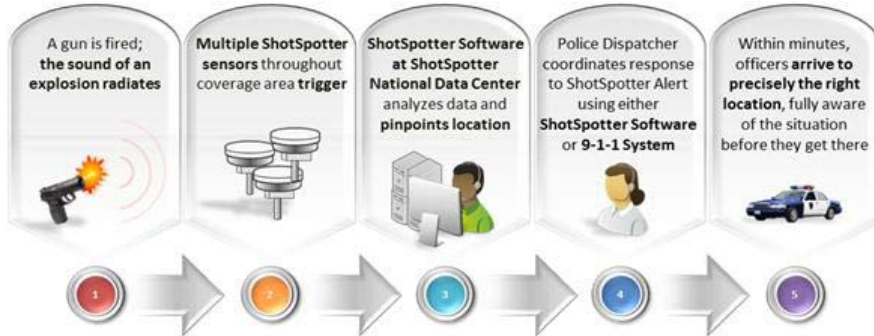 A gun is fired;
the sound of an
explosion radiates
Multiple ShotSpotter
sensors throughout
coverage area trigger
ShotSpotter Software
at ShotSpotter
National Data Center
analyzes data and
pinpoints location
Police Dispatcher
coordinates response
to ShotSpotter Alert
using either
ShotSpotter Software
or 9-1-1 System
Within minutes,
officers arrive to
precisely the right
location, fully aware
of the situation
before they get there
1
2
3
4
5